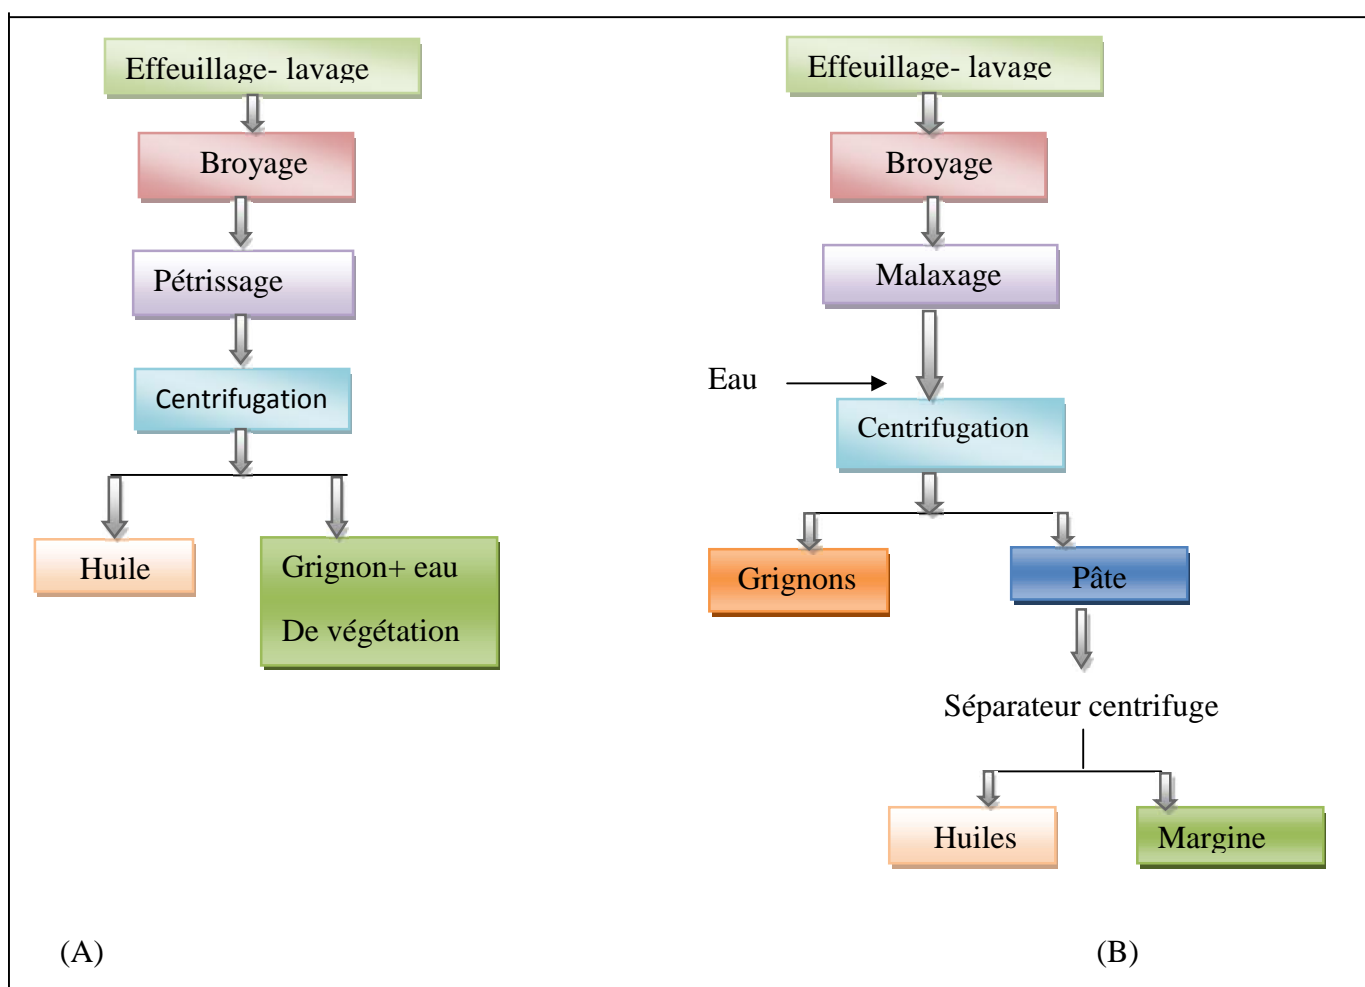 Effeuillage- lavage
Broyage
Pétrissage
Centrifugation
Huile
Grignon+ eau
De végétation
(A)
Effeuillage- lavage
Broyage
Malaxage
Eau
Centrifugation
Grignons
Pâte
Séparateur centrifuge
Huiles
Margine
(B)